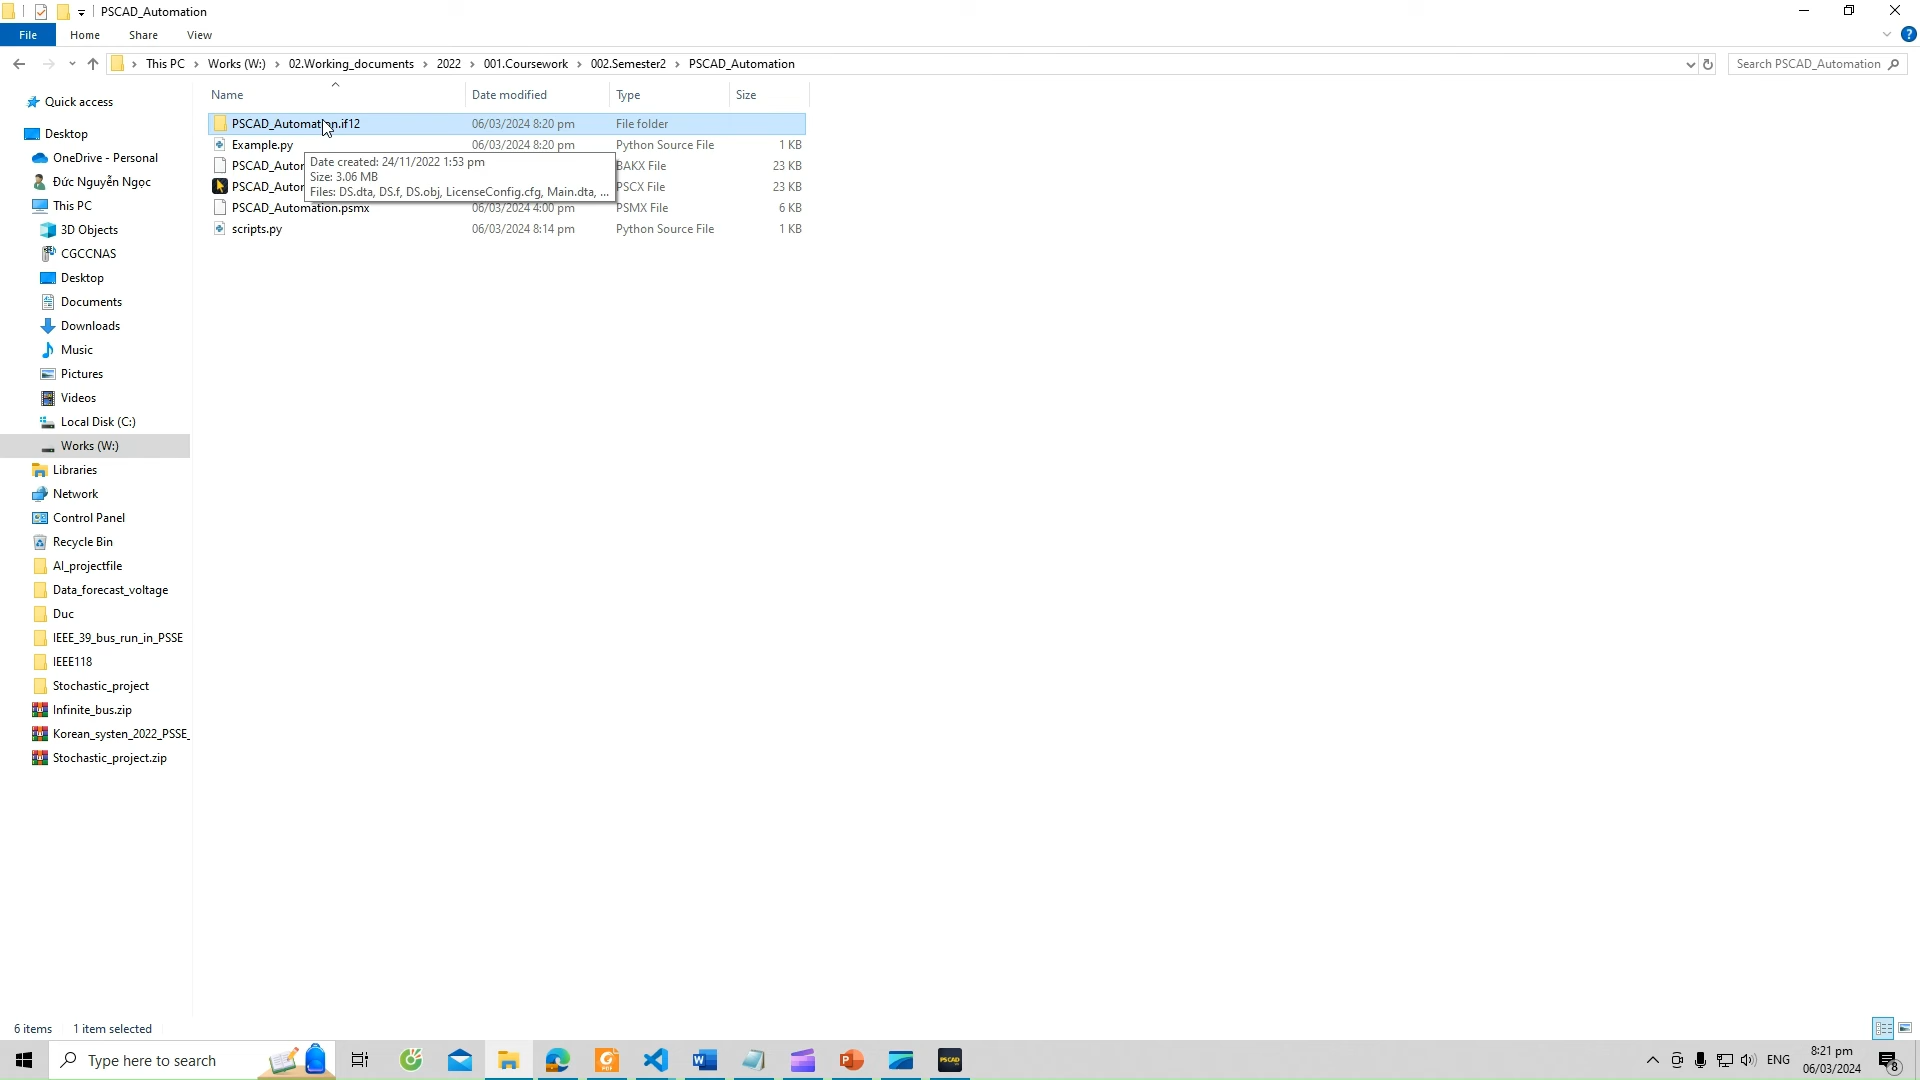 PSCAD_Automation
File Home Share View
This PC Works (W:) 02.Working_documents 2022 001.Coursework 002.Semester2 PSCAD_Automation Search PSCAD_Automation
Name Date modified Type Size
PSCAD_Automation.if12 06/03/2024 8:20 pm File folder
Example.py 06/03/2024 8:20 pm Python Source File 1 KB
PSCAD_Autor BAKX File 23 KB
PSCAD_Autor PSCX File 23 KB
PSCAD_Automation.psmx 06/03/2024 4:00 pm PSMX File 6 KB
scripts.py 06/03/2024 8:14 pm Python Source File 1 KB
Date created: 24/11/2022 1:53 pm
Size: 3.06 MB
Files: DS.dta, DS.f, DS.obj, LicenseConfig.cfg, Main.dta, ...
Quick access
Desktop
OneDrive - Personal
Đức Nguyễn Ngọc
This PC
3D Objects
CGCCNAS
Desktop
Documents
Downloads
Music
Pictures
Videos
Local Disk (C:)
Works (W:)
Libraries
Network
Control Panel
Recycle Bin
AI_projectfile
Data_forecast_voltage
Duc
IEEE_39_bus_run_in_PSSE
IEEE118
Stochastic_project
Infinite_bus.zip
Korean_systen_2022_PSSE_
Stochastic_project.zip
6 items 1 item selected
Type here to search
PSCAD
ENG
8:21 pm
06/03/2024
8